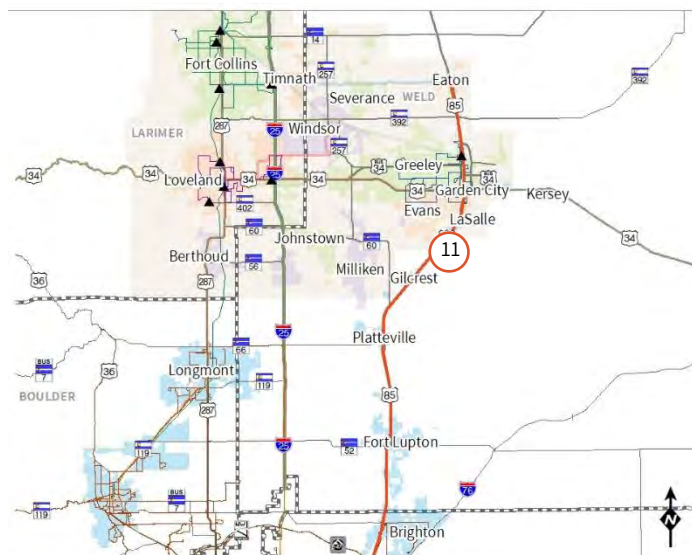 14
Fort Collins
257
392
Timnath
Eaton
Severance
WELD
85
287
392
LARIMER
25
Windsor
257
34
34
25
Greeley
34
34
Loveland
34
34
34
Garden City
Kersey
402
Evans
LaSalle
60
Johnstown
60
11
34
Berthoud
56
Milliken
Gilcrest
36
287
25
66
Platteville
BUS
7
36
Longmont
119
85
BOULDER
287
119
25
52
Fort Lupton
76
119
BUS
7
Brighton
N